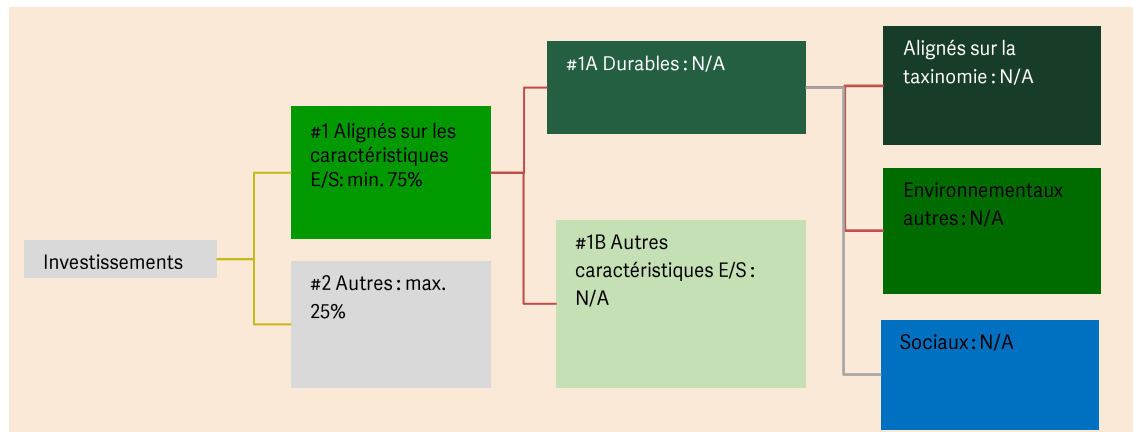 Investissements
#1 Alignés sur les
caractéristiques
E/S: min. 75%
#2 Autres : max.
25%
#1A Durables : N/A
#1B Autres
caractéristiques E/S :
N/A
Alignés sur la
taxinomie : N/A
Environnementaux
autres : N/A
Sociaux : N/A